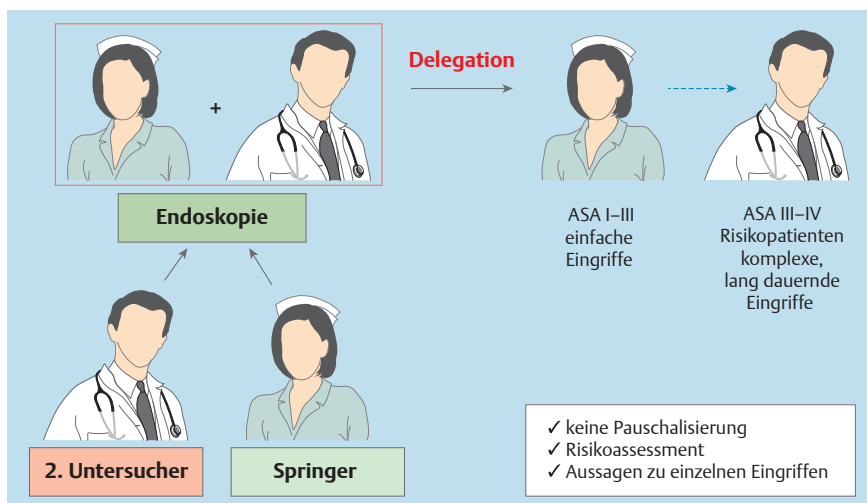 Delegation
+
Endoskopie
ASA I–III
einfache
Eingriffe
ASA III–IV
Risikopatienten
komplexe,
lang dauernde
Eingriffe
2. Untersucher
Springer
✓ keine Pauschalisierung
✓ Risikoassessment
✓ Aussagen zu einzelnen Eingriffen